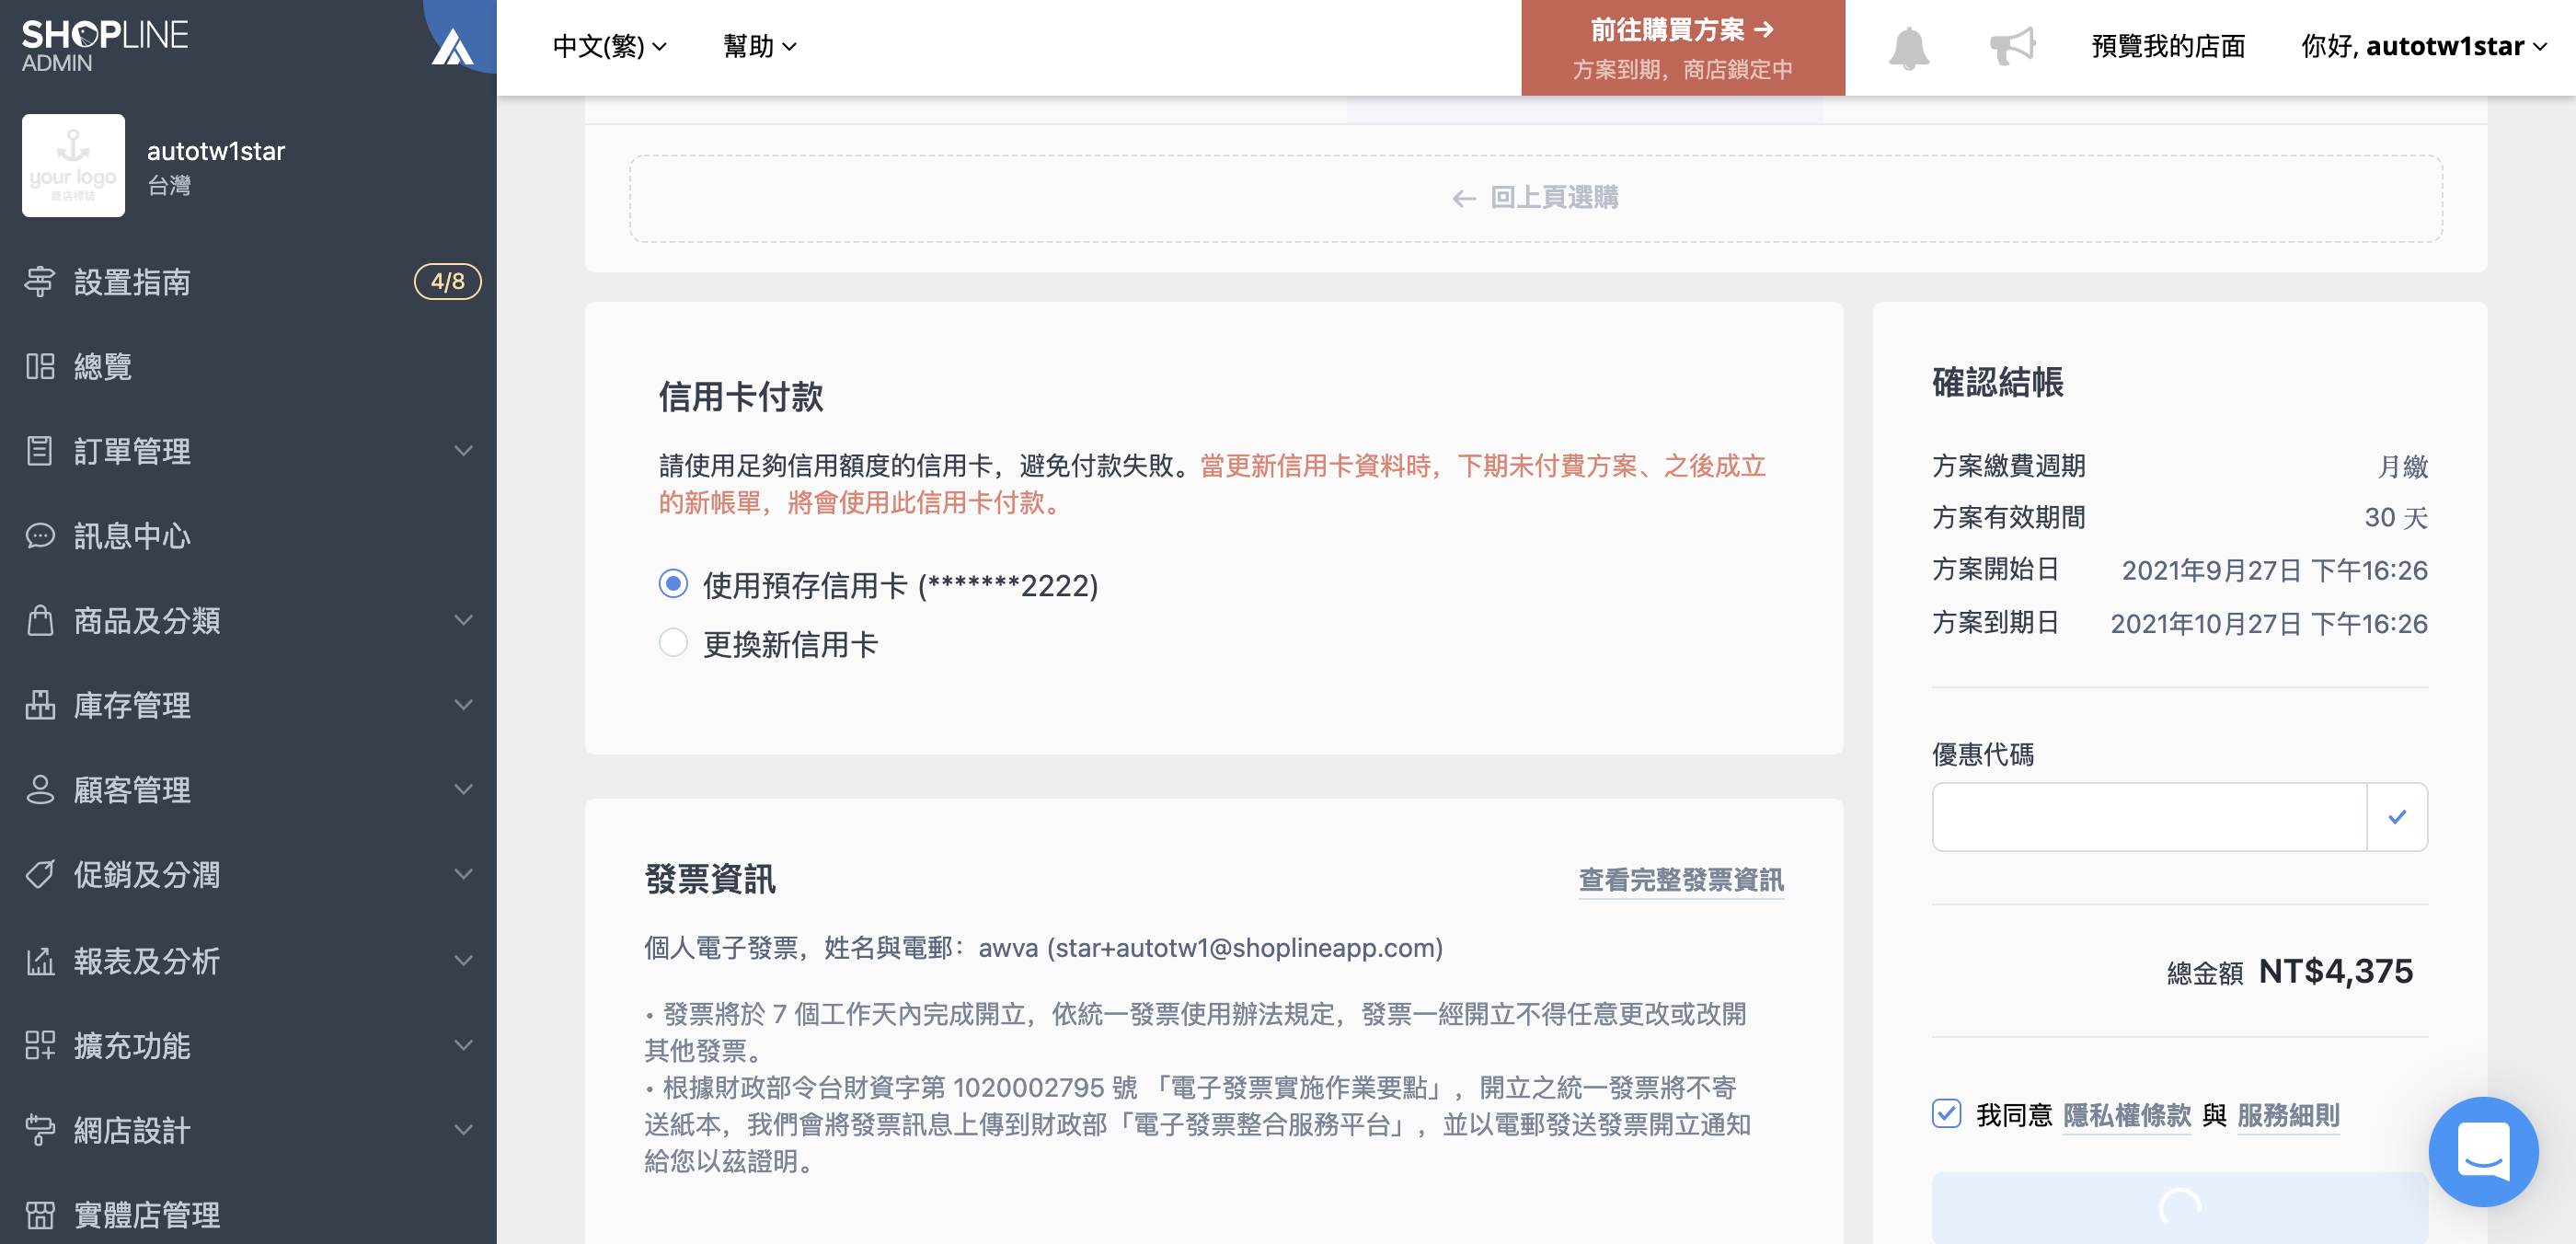 SHOPLINE
ADMIN
中文(繁)
幫助
前往購買方案 →
方案到期，商店鎖定中
預覽我的店面
你好, autotw1star
your logo
商店標誌
autotw1star
台灣
設置指南
4/8
總覽
訂單管理
訊息中心
商品及分類
庫存管理
顧客管理
促銷及分潤
報表及分析
擴充功能
網店設計
實體店管理
← 回上頁選購
信用卡付款
請使用足夠信用額度的信用卡，避免付款失敗。當更新信用卡資料時，下期未付費方案、之後成立
的新帳單，將會使用此信用卡付款。
使用預存信用卡 (*******2222)
更換新信用卡
發票資訊
查看完整發票資訊
個人電子發票，姓名與電郵：awva (star+autotw1@shoplineapp.com)
• 發票將於 7 個工作天內完成開立，依統一發票使用辦法規定，發票一經開立不得任意更改或改開
其他發票。
• 根據財政部令台財資字第 1020002795 號 「電子發票實施作業要點」，開立之統一發票將不寄
送紙本，我們會將發票訊息上傳到財政部「電子發票整合服務平台」，並以電郵發送發票開立通知
給您以茲證明。
確認結帳
方案繳費週期 月繳
方案有效期間 30 天
方案開始日 2021年9月27日 下午16:26
方案到期日 2021年10月27日 下午16:26
優惠代碼
總金額 NT$4,375
我同意 隱私權條款 與 服務細則